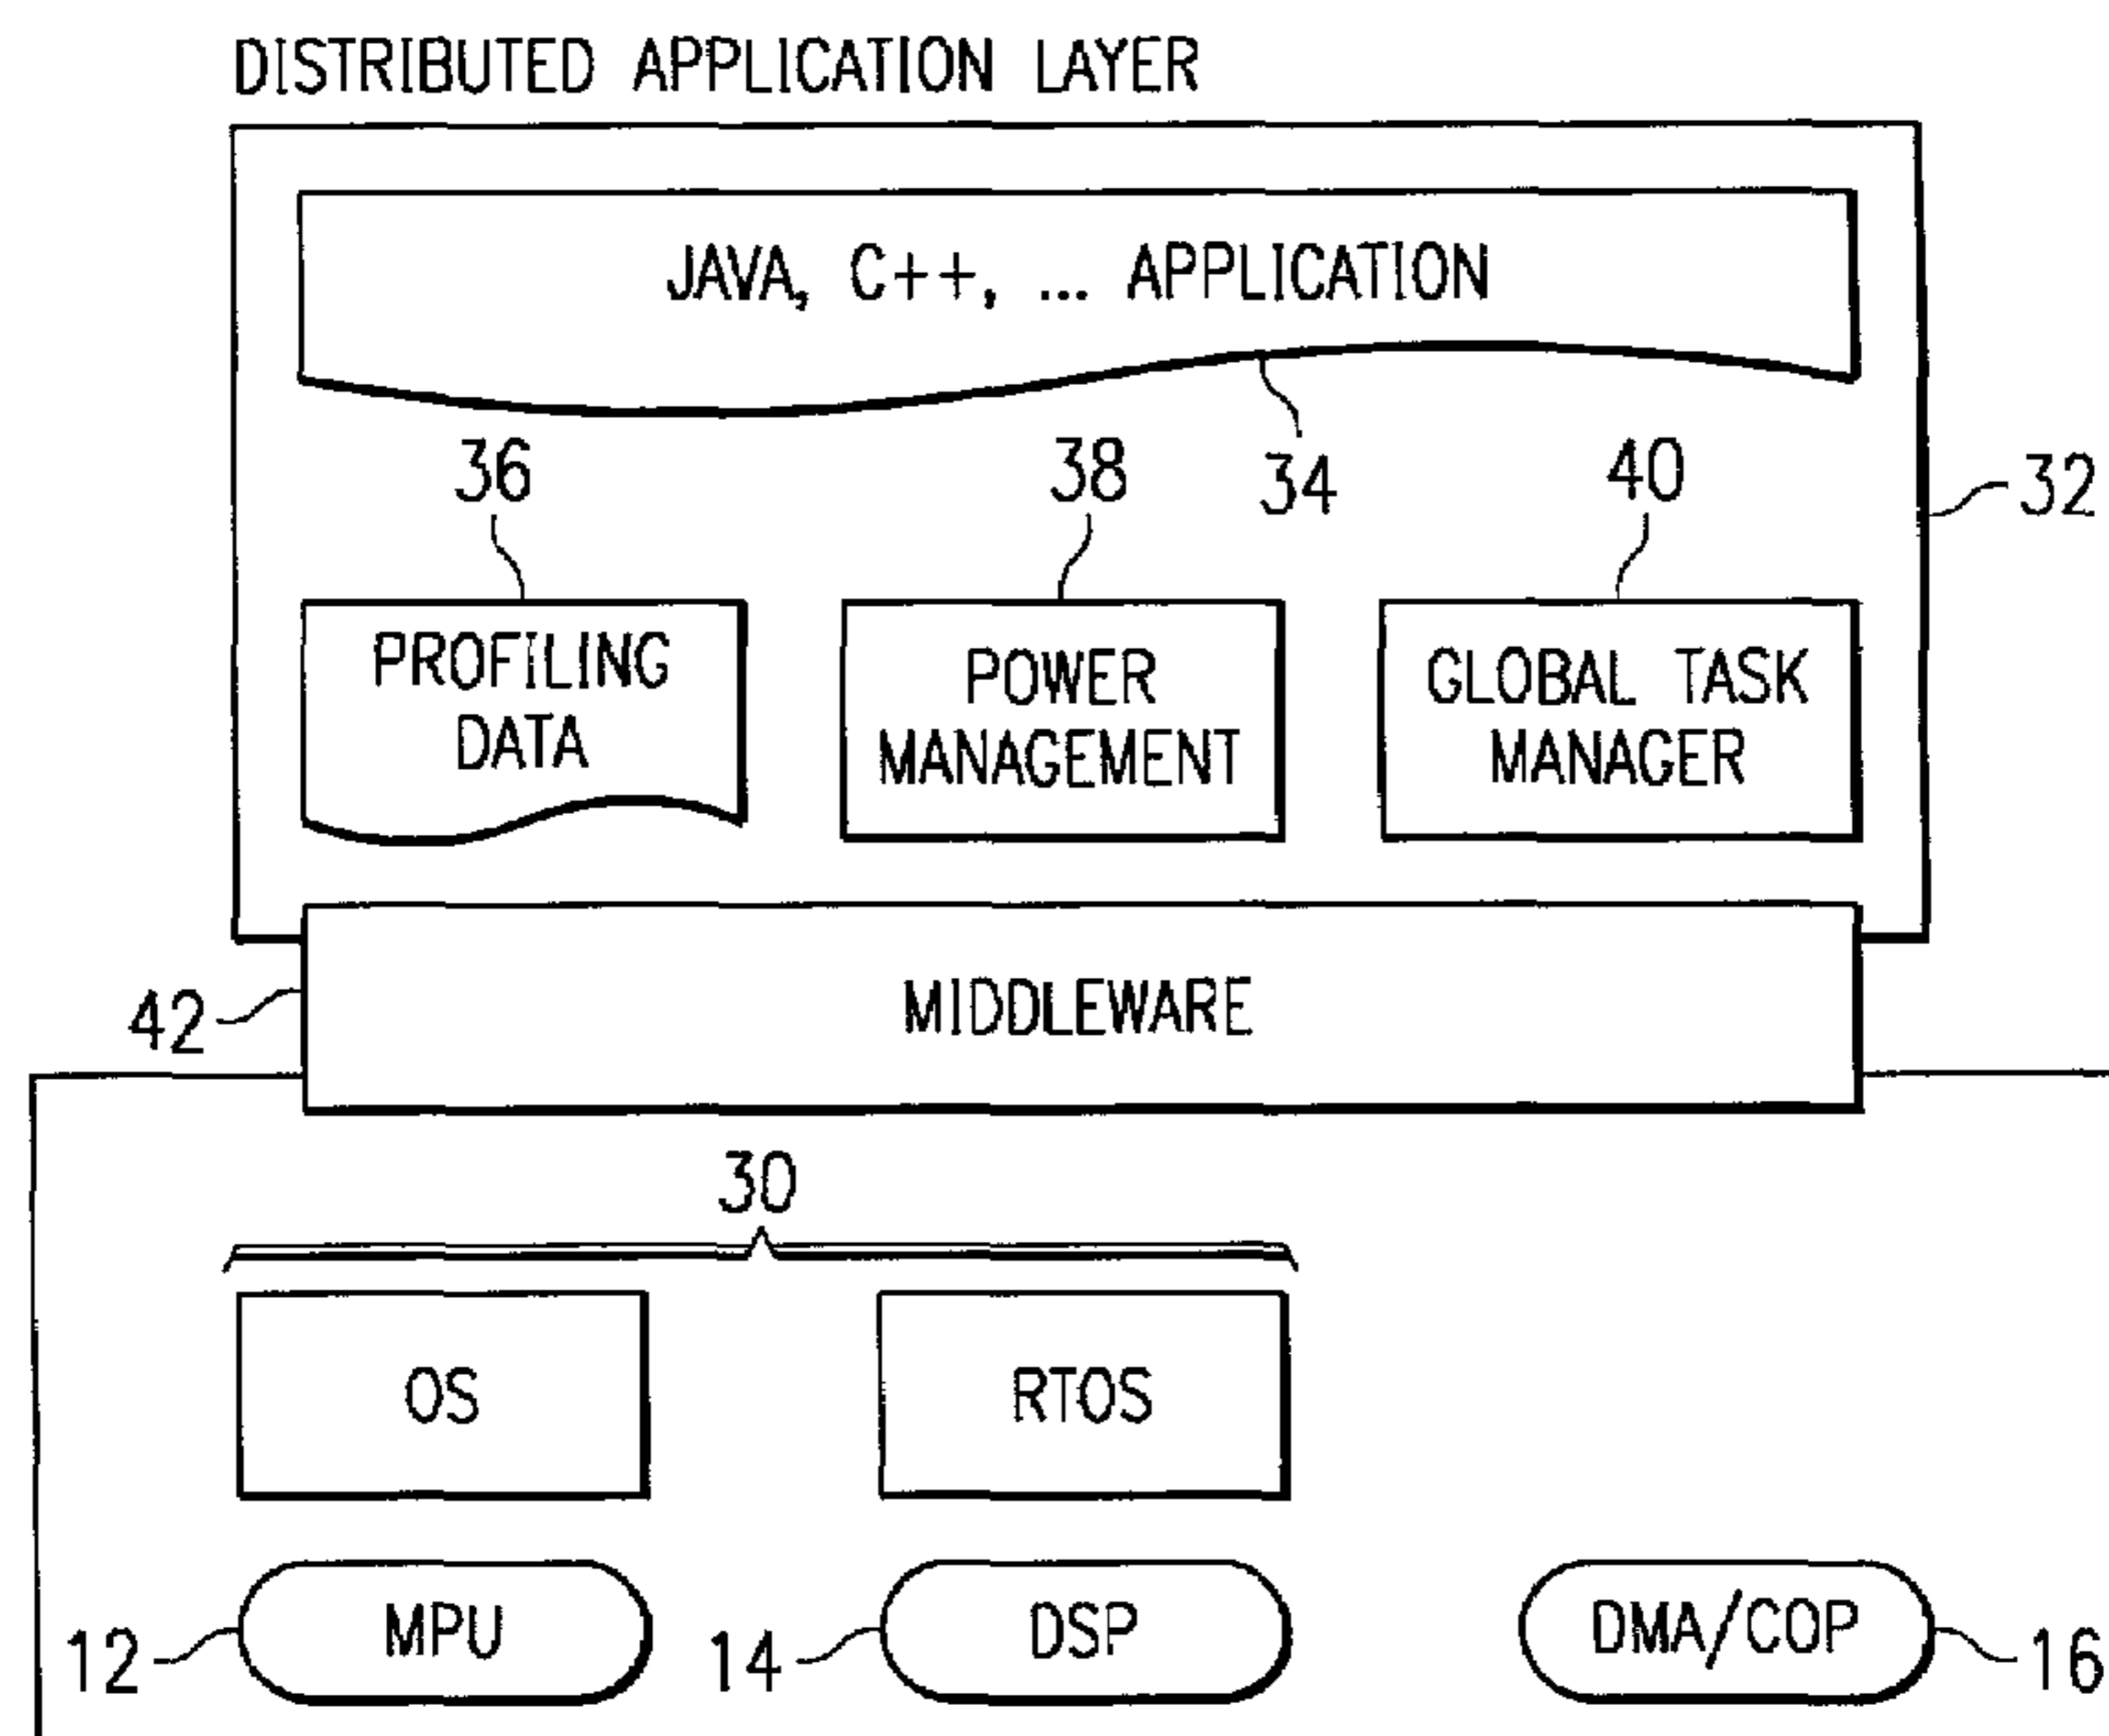 DISTRIBUTED APPLICATION LAYER
JAVA, C++, ... APPLICATION
36
38
34
40
32
PROFILING
DATA
POWER
MANAGEMENT
GLOBAL TASK
MANAGER
42
MIDDLEWARE
30
OS
RTOS
12
MPU
14
DSP
DMA/COP
16